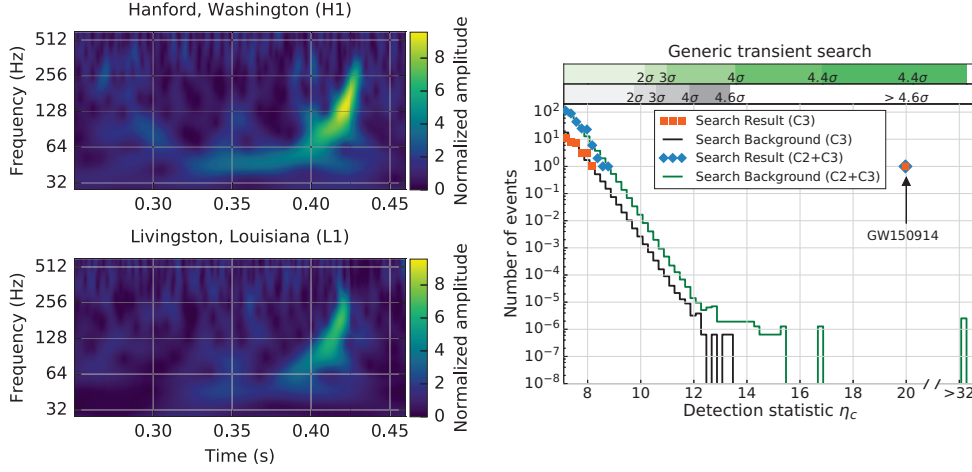 Hanford, Washington (H1)
Frequency (Hz)
512
256
128
64
32
0.30 0.35 0.40 0.45
Normalized amplitude
8
6
4
2
0
Livingston, Louisiana (L1)
Frequency (Hz)
512
256
128
64
32
0.30 0.35 0.40 0.45
Time (s)
Normalized amplitude
8
6
4
2
0
Generic transient search
2σ 3σ 4σ 4.4σ 4.4σ
2σ 3σ 4σ 4.6σ > 4.6σ
Number of events
10²
10¹
10⁰
10⁻¹
10⁻²
10⁻³
10⁻⁴
10⁻⁵
10⁻⁶
10⁻⁷
10⁻⁸
Search Result (C3)
Search Background (C3)
Search Result (C2+C3)
Search Background (C2+C3)
GW150914
8 10 12 14 16 18 20 // >32
Detection statistic η_c